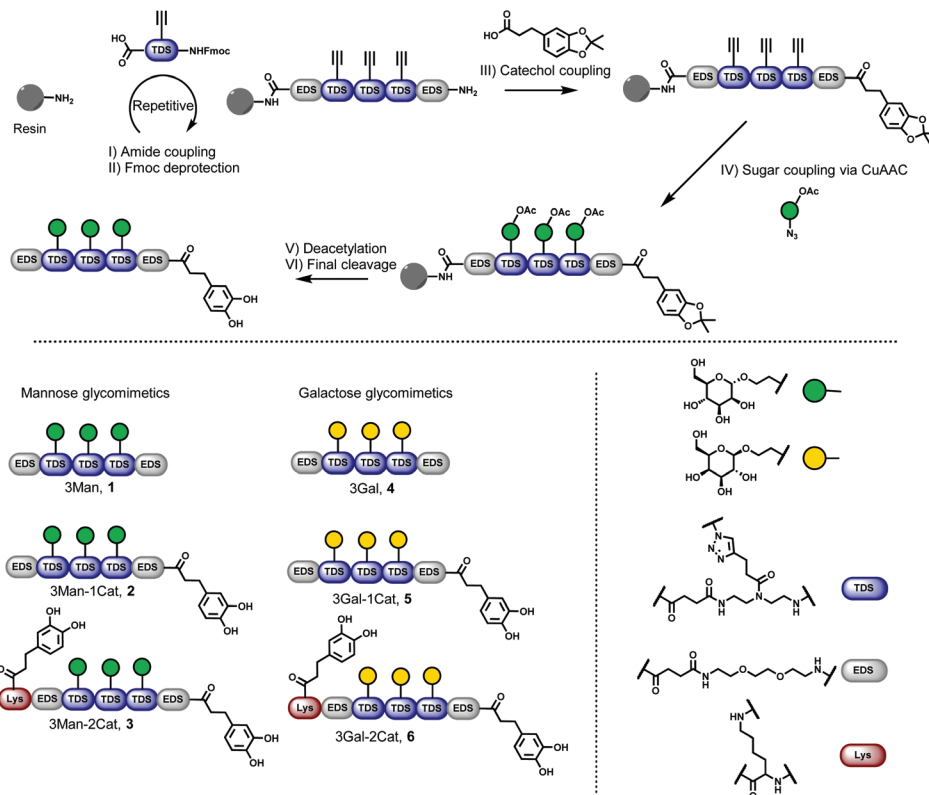 HO
O
TDS
NHFmoc
NH₂
Resin
Repetitive
I) Amide coupling
II) Fmoc deprotection
O
NH
EDS TDS TDS TDS EDS NH₂
O
HO
O
O
III) Catechol coupling
O
NH
EDS TDS TDS TDS EDS
O
O
O
IV) Sugar coupling via CuAAC
OAc
N₃
OAc OAc OAc
O
NH
EDS TDS TDS TDS EDS
O
O
O
V) Deacetylation
VI) Final cleavage
EDS TDS TDS TDS EDS
O
OH
OH
Mannose glycomimetics
EDS TDS TDS TDS EDS
3Man, 1
EDS TDS TDS TDS EDS
O
3Man-1Cat, 2
OH
OH
HO
OH
O
Lys EDS TDS TDS TDS EDS
O
3Man-2Cat, 3
OH
OH
Galactose glycomimetics
EDS TDS TDS TDS EDS
3Gal, 4
EDS TDS TDS TDS EDS
O
3Gal-1Cat, 5
OH
OH
HO
OH
O
Lys EDS TDS TDS TDS EDS
O
3Gal-2Cat, 6
OH
OH
OH
HO
O
O
HO
OH
OH
OH
HO
O
O
HO
OH
OH
N
N
N
O
O
O
N
H
N
H
N
TDS
O
O
N
H
O
O
H
N
EDS
HN
O
N
H
Lys